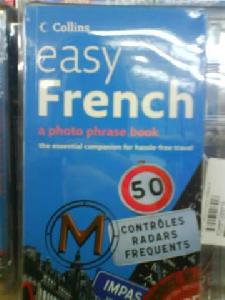 Collins
easy
French
a photo phrase book
the essential companion for hassle-free travel
50
M
CONTRÔLES
RADARS
FREQUENTS
IMPAS